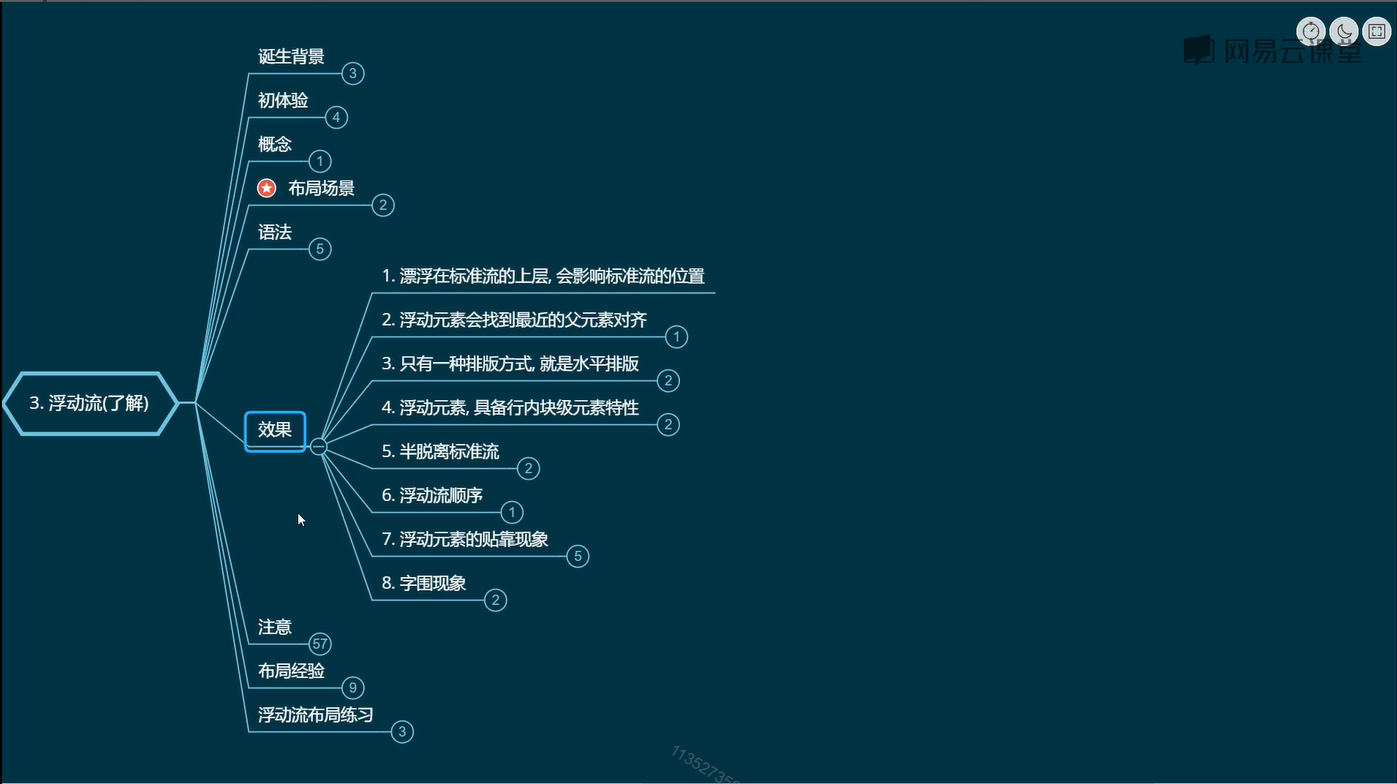 网易云课堂
诞生背景
3
初体验
4
概念
1
布局场景
2
语法
5
3. 浮动流(了解)
效果
1. 漂浮在标准流的上层, 会影响标准流的位置
2. 浮动元素会找到最近的父元素对齐
1
3. 只有一种排版方式, 就是水平排版
2
4. 浮动元素, 具备行内块级元素特性
2
5. 半脱离标准流
2
6. 浮动流顺序
1
7. 浮动元素的贴靠现象
5
8. 字围现象
2
注意
57
布局经验
9
浮动流布局练习
3